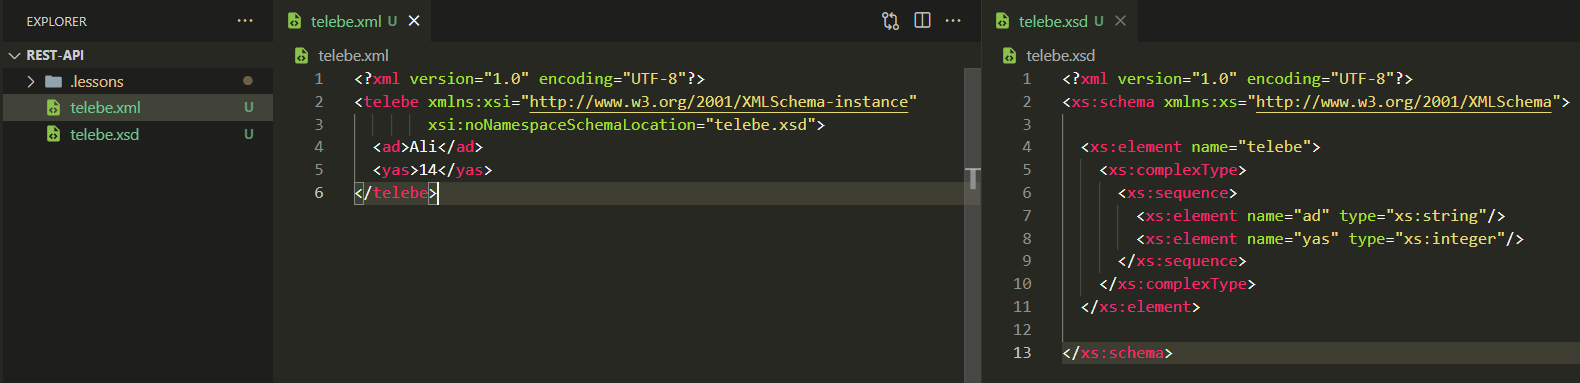 EXPLORER ...
REST-API
.lessons
telebe.xml U
telebe.xsd U
telebe.xml U
telebe.xml
1 <?xml version="1.0" encoding="UTF-8"?>
2 <telebe xmlns:xsi="http://www.w3.org/2001/XMLSchema-instance"
3 xsi:noNamespaceSchemaLocation="telebe.xsd">
4 <ad>Ali</ad>
5 <yas>14</yas>
6 </telebe>
telebe.xsd U
telebe.xsd
1 <?xml version="1.0" encoding="UTF-8"?>
2 <xs:schema xmlns:xs="http://www.w3.org/2001/XMLSchema">
3
4 <xs:element name="telebe">
5 <xs:complexType>
6 <xs:sequence>
7 <xs:element name="ad" type="xs:string"/>
8 <xs:element name="yas" type="xs:integer"/>
9 </xs:sequence>
10 </xs:complexType>
11 </xs:element>
12
13 </xs:schema>